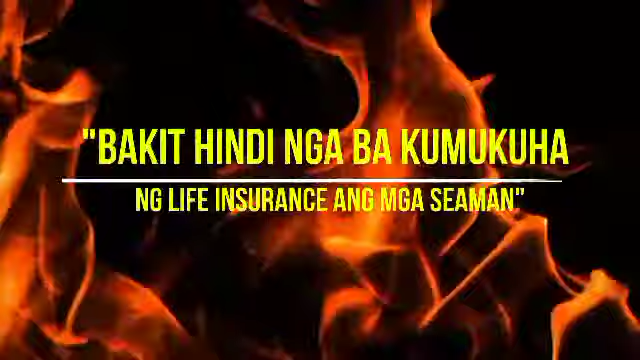 "BAKIT HINDI NGA BA KUMUKUHA
NG LIFE INSURANCE ANG MGA SEAMAN"